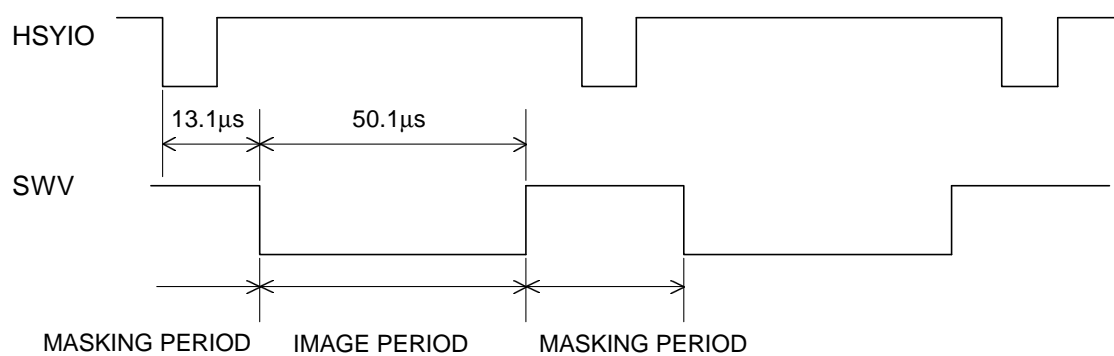 HSYIO
13.1μs 50.1μs
SWV
MASKING PERIOD IMAGE PERIOD MASKING PERIOD